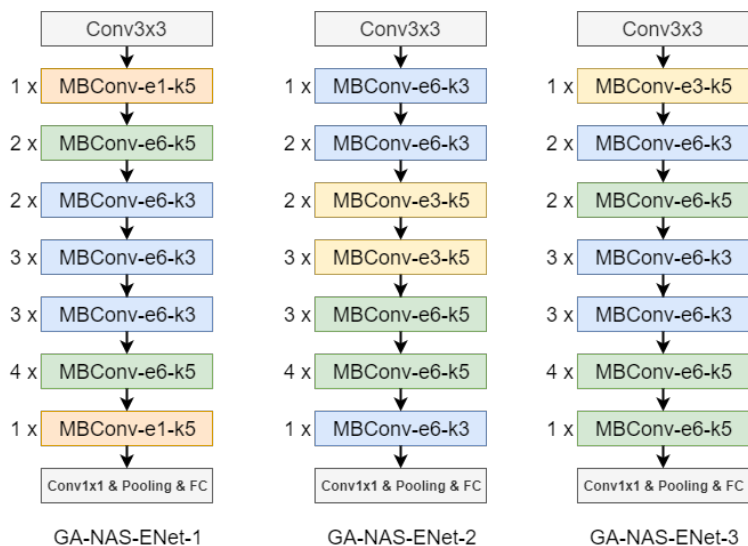 Conv3x3
1 x MBConv-e1-k5
2 x MBConv-e6-k5
2 x MBConv-e6-k3
3 x MBConv-e6-k3
3 x MBConv-e6-k3
4 x MBConv-e6-k5
1 x MBConv-e1-k5
Conv1x1 & Pooling & FC
GA-NAS-ENet-1
Conv3x3
1 x MBConv-e6-k3
2 x MBConv-e6-k3
2 x MBConv-e3-k5
3 x MBConv-e3-k5
3 x MBConv-e6-k5
4 x MBConv-e6-k5
1 x MBConv-e6-k3
Conv1x1 & Pooling & FC
GA-NAS-ENet-2
Conv3x3
1 x MBConv-e3-k5
2 x MBConv-e6-k3
2 x MBConv-e6-k5
3 x MBConv-e6-k3
3 x MBConv-e6-k3
4 x MBConv-e6-k5
1 x MBConv-e6-k5
Conv1x1 & Pooling & FC
GA-NAS-ENet-3